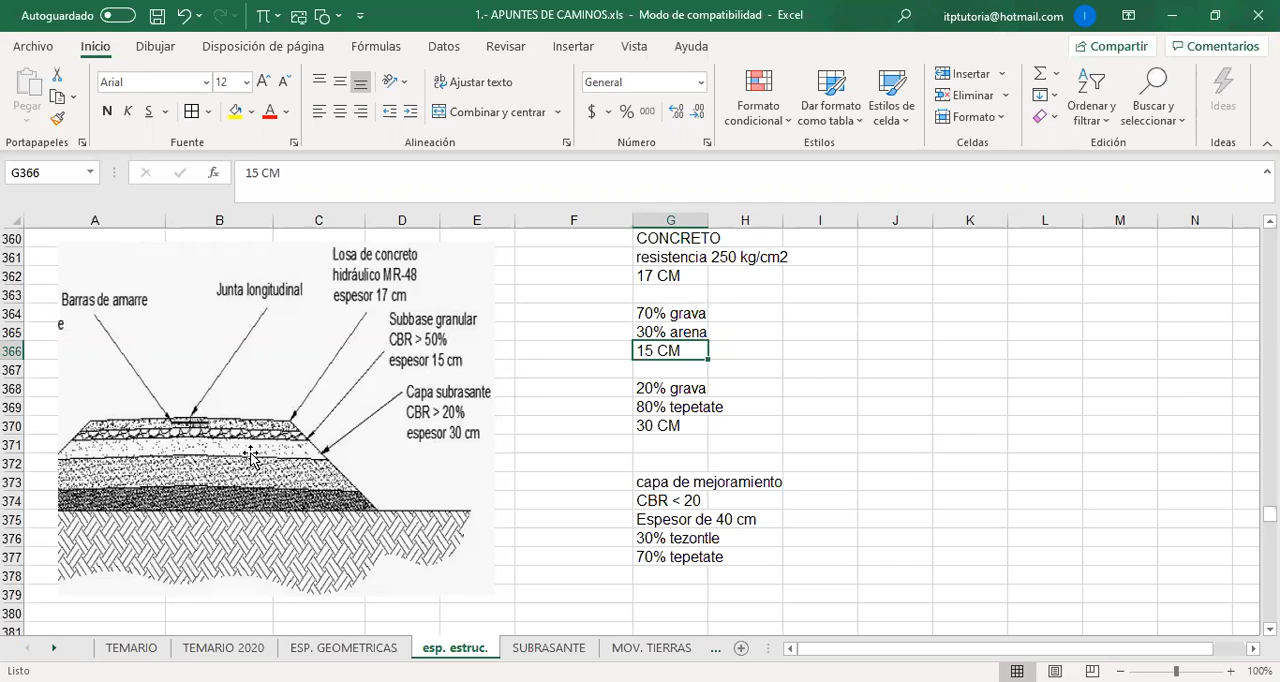 Autoguardado
1.- APUNTES DE CAMINOS.xls - Modo de compatibilidad - Excel
itptutoria@hotmail.com
I
Archivo
Inicio
Dibujar
Disposición de página
Fórmulas
Datos
Revisar
Insertar
Vista
Ayuda
Compartir
Comentarios
Pegar
Arial
12
N K S
Ajustar texto
Combinar y centrar
General
$ % 000
Formato
condicional
Dar formato
como tabla
Estilos de
celda
Insertar
Eliminar
Formato
Ordenar y
filtrar
Buscar y
seleccionar
Ideas
Portapapeles
Fuente
Alineación
Número
Estilos
Celdas
Edición
Ideas
G366
fx
15 CM
A B C D E F G H I J K L M N
360
361
362
363
364
365
366
367
368
369
370
371
372
373
374
375
376
377
378
379
380
381
Barras de amarre
e
Junta longitudinal
Losa de concreto
hidráulico MR-48
espesor 17 cm
Subbase granular
CBR > 50%
espesor 15 cm
Capa subrasante
CBR > 20%
espesor 30 cm
CONCRETO
resistencia 250 kg/cm2
17 CM
70% grava
30% arena
15 CM
20% grava
80% tepetate
30 CM
capa de mejoramiento
CBR < 20
Espesor de 40 cm
30% tezontle
70% tepetate
TEMARIO
TEMARIO 2020
ESP. GEOMETRICAS
esp. estruc.
SUBRASANTE
MOV. TIERRAS
...
Listo
100%